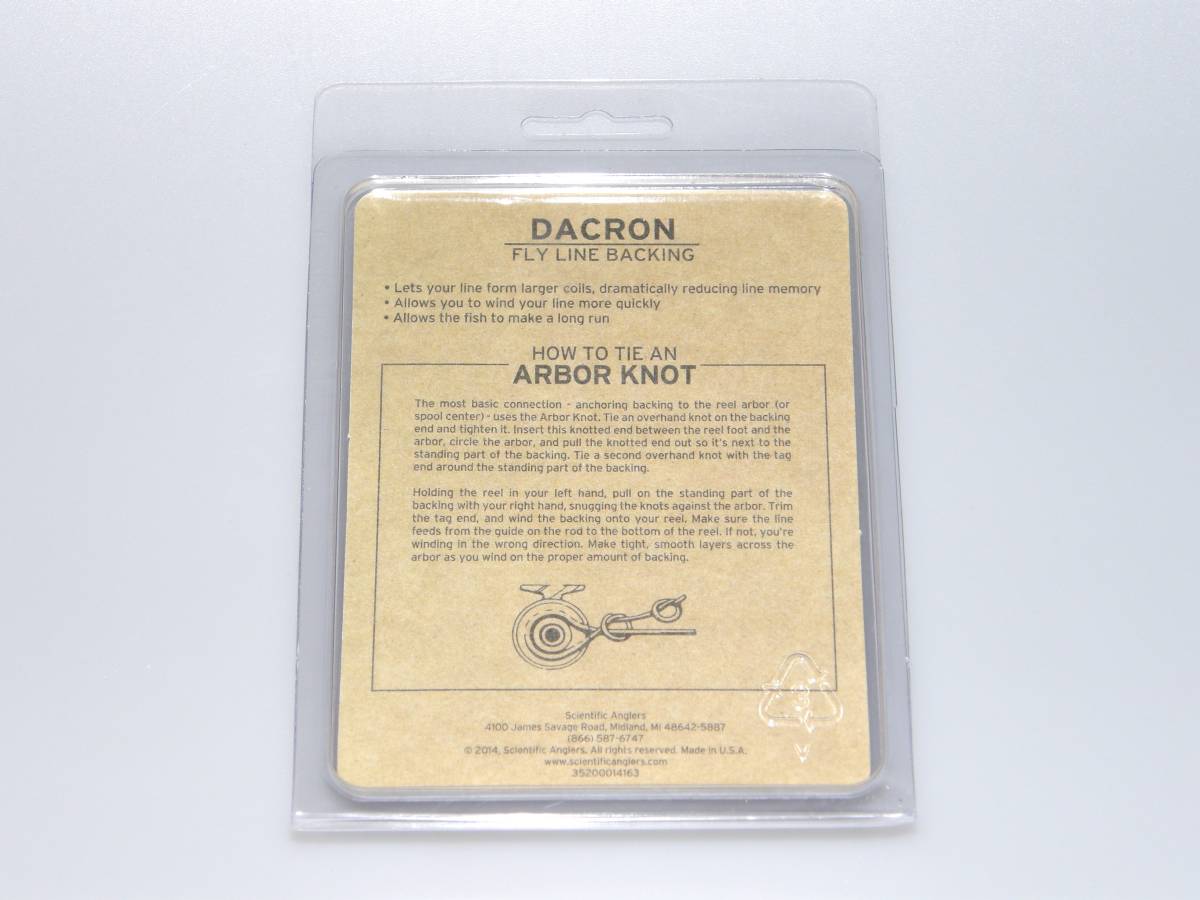 DACRON
FLY LINE BACKING
• Lets your line form larger coils, dramatically reducing line memory
• Allows you to wind your line more quickly
• Allows the fish to make a long run
HOW TO TIE AN
ARBOR KNOT
The most basic connection - anchoring backing to the reel arbor (or
spool center) - uses the Arbor Knot. Tie an overhand knot on the backing
end and tighten it. Insert this knotted end between the reel foot and the
arbor, circle the arbor, and pull the knotted end out so it's next to the
standing part of the backing. Tie a second overhand knot with the tag
end around the standing part of the backing.
Holding the reel in your left hand, pull on the standing part of the
backing with your right hand, snugging the knots against the arbor. Trim
the tag end, and wind the backing onto your reel. Make sure the line
feeds from the guide on the rod to the bottom of the reel. If not, you're
winding in the wrong direction. Make tight, smooth layers across the
arbor as you wind on the proper amount of backing.
Scientific Anglers
4100 James Savage Road, Midland, MI 48642-5887
(866) 587-6747
© 2014, Scientific Anglers. All rights reserved. Made in U.S.A.
www.scientificanglers.com
35200014163